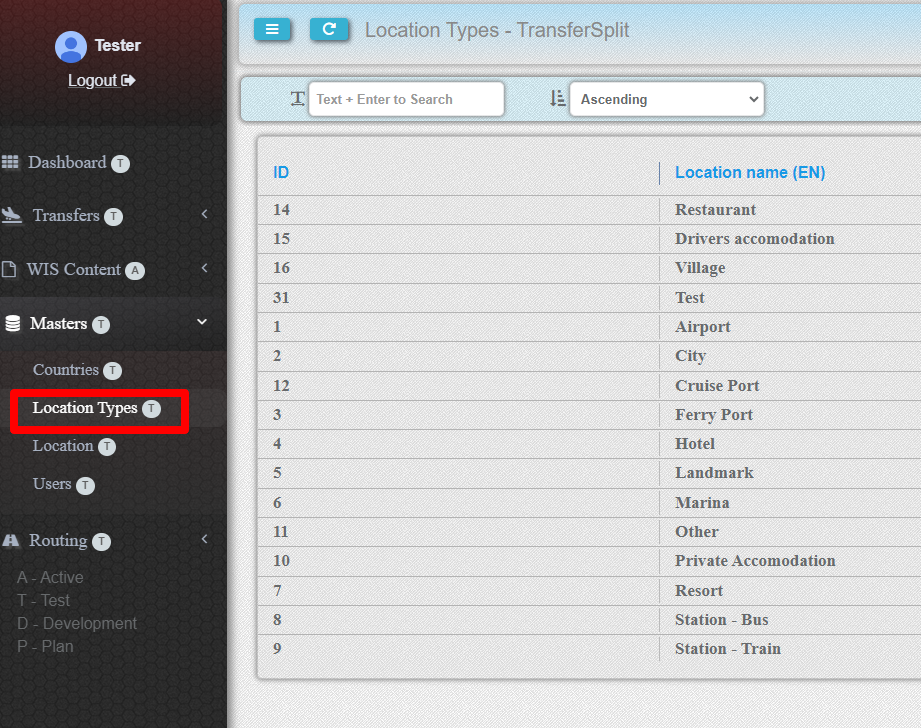 Tester
Logout
Dashboard T
Transfers T
WIS Content A
Masters T
Countries T
Location Types T
Location T
Users T
Routing T
A - Active
T - Test
D - Development
P - Plan
Location Types - TransferSplit
Text + Enter to Search
Ascending
ID Location name (EN)
14 Restaurant
15 Drivers accomodation
16 Village
31 Test
1 Airport
2 City
12 Cruise Port
3 Ferry Port
4 Hotel
5 Landmark
6 Marina
11 Other
10 Private Accomodation
7 Resort
8 Station - Bus
9 Station - Train